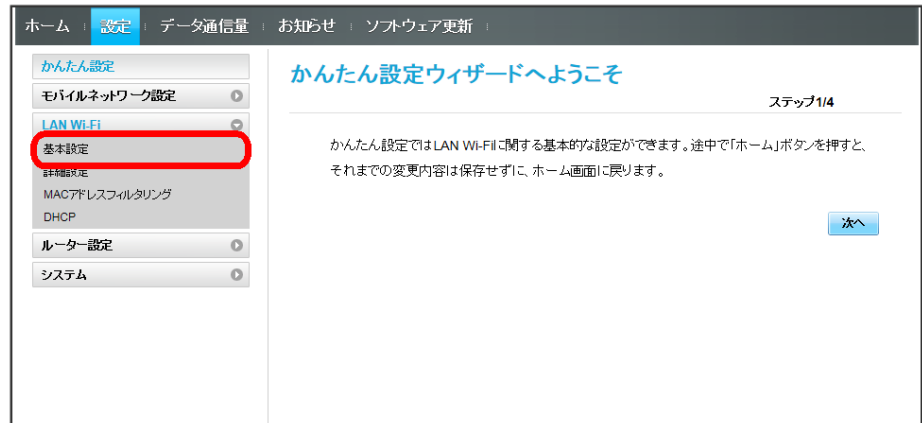 ホーム 設定 データ通信量 お知らせ ソフトウェア更新
かんたん設定
モバイルネットワーク設定
LAN Wi-Fi
基本設定
詳細設定
MACアドレスフィルタリング
DHCP
ルーター設定
システム
かんたん設定ウィザードへようこそ
ステップ1/4
かんたん設定ではLAN Wi-Fiに関する基本的な設定ができます。途中で「ホーム」ボタンを押すと、
それまでの変更内容は保存せずに、ホーム画面に戻ります。
次へ